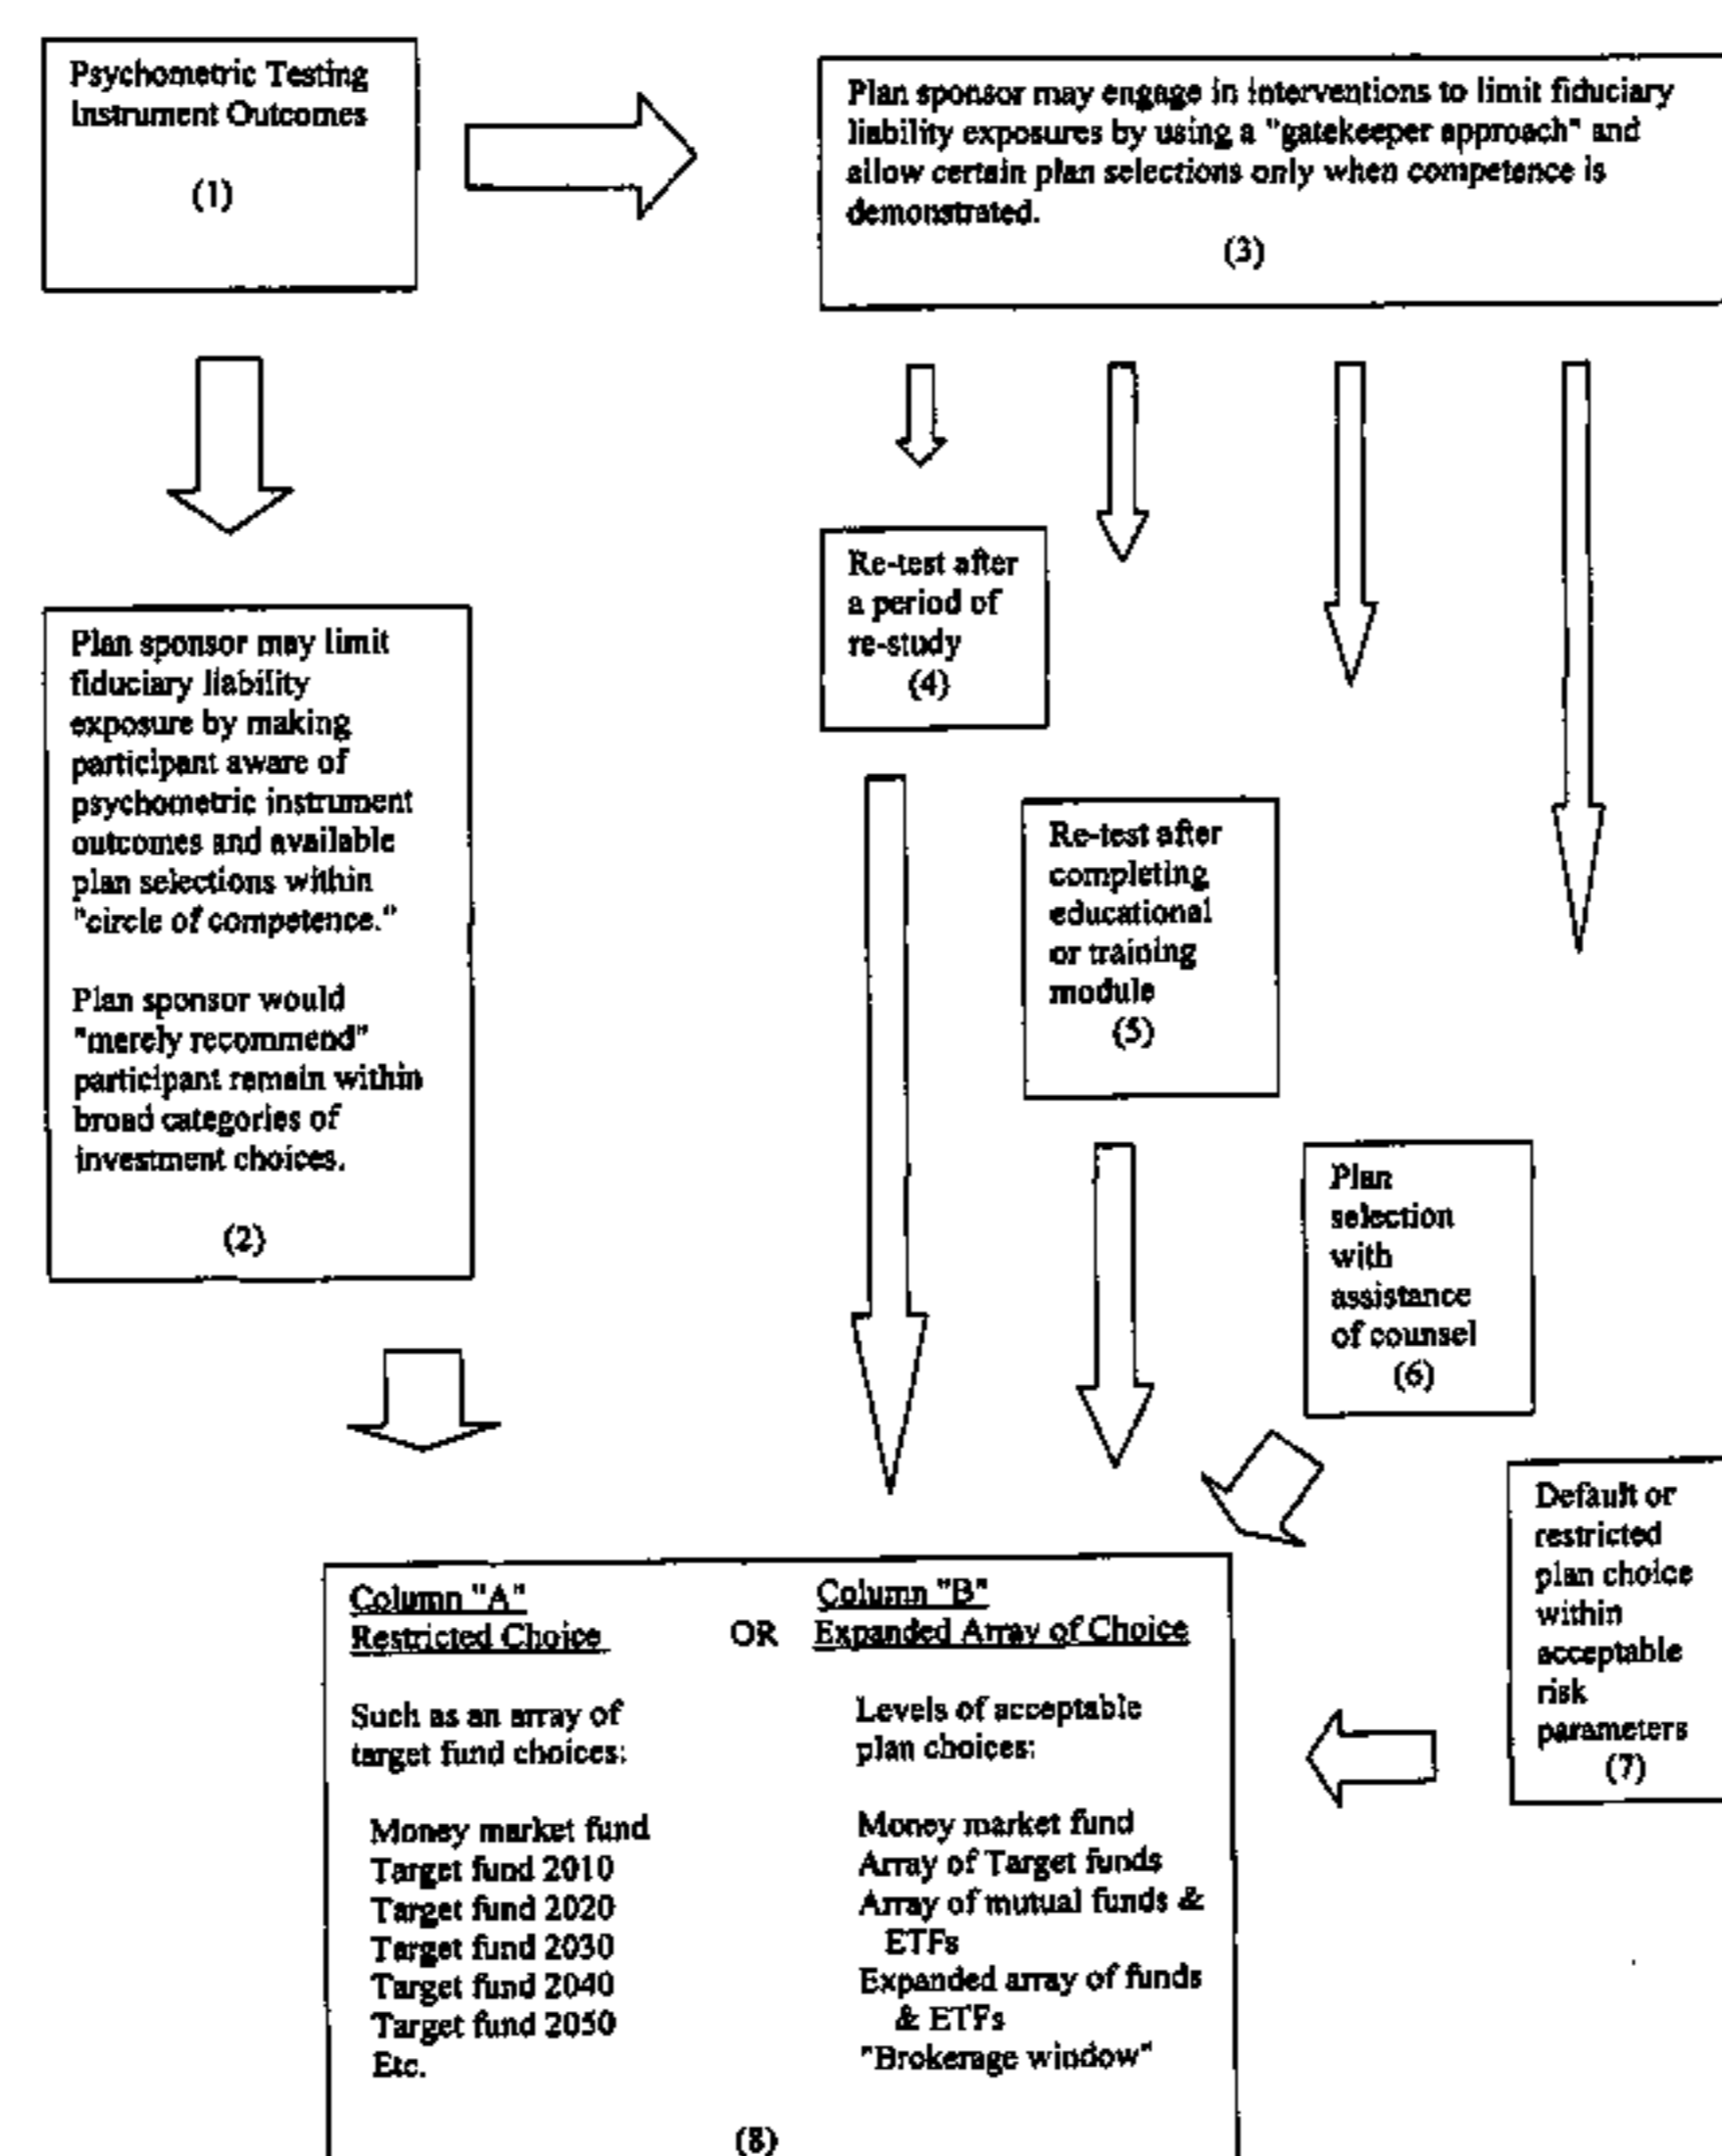 Psychometric Testing
Instrument Outcomes
(1)
Plan sponsor may engage in interventions to limit fiduciary
liability exposures by using a "gatekeeper approach" and
allow certain plan selections only when competence is
demonstrated.
(3)
Plan sponsor may limit
fiduciary liability
exposure by making
participant aware of
psychometric instrument
outcomes and available
plan selections within
"circle of competence."
Plan sponsor would
"merely recommend"
participant remain within
broad categories of
investment choices.
(2)
Re-test after
a period of
re-study
(4)
Re-test after
completing
educational
or training
module
(5)
Plan
selection
with
assistance
of counsel
(6)
Default or
restricted
plan choice
within
acceptable
risk
parameters
(7)
Column "A"
Restricted Choice
OR
Column "B"
Expanded Array of Choice
Such as an array of
target fund choices:
Money market fund
Target fund 2010
Target fund 2020
Target fund 2030
Target fund 2040
Target fund 2050
Etc.
Levels of acceptable
plan choices:
Money market fund
Array of Target funds
Array of mutual funds &
ETFs
Expanded array of funds
& ETFs
"Brokerage window"
(8)